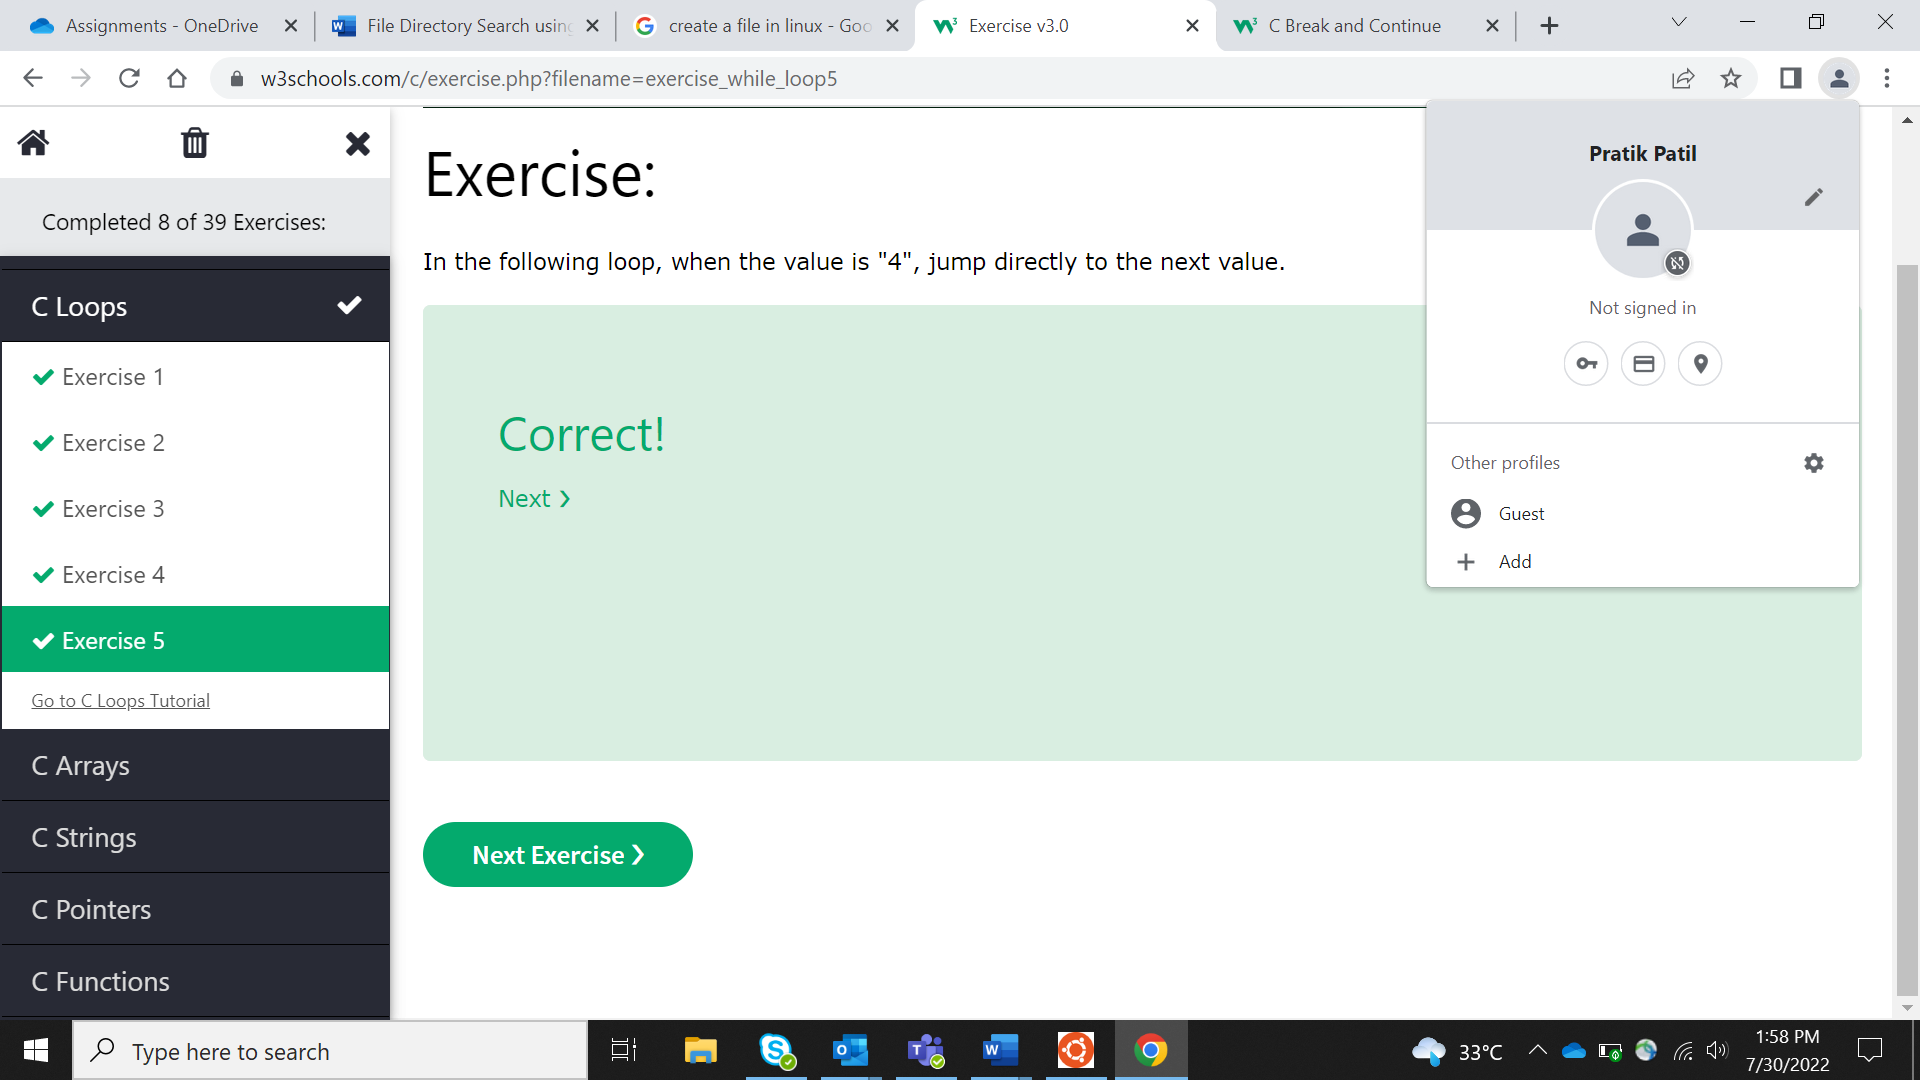 Assignments - OneDrive
File Directory Search using
create a file in linux - Goo
Exercise v3.0
C Break and Continue
w3schools.com/c/exercise.php?filename=exercise_while_loop5
Completed 8 of 39 Exercises:
C Loops
Exercise 1
Exercise 2
Exercise 3
Exercise 4
Exercise 5
Go to C Loops Tutorial
C Arrays
C Strings
C Pointers
C Functions
Exercise:
In the following loop, when the value is "4", jump directly to the next value.
Correct!
Next ❯
Next Exercise ❯
Pratik Patil
Not signed in
Other profiles
Guest
Add
Type here to search
33°C
1:58 PM
7/30/2022